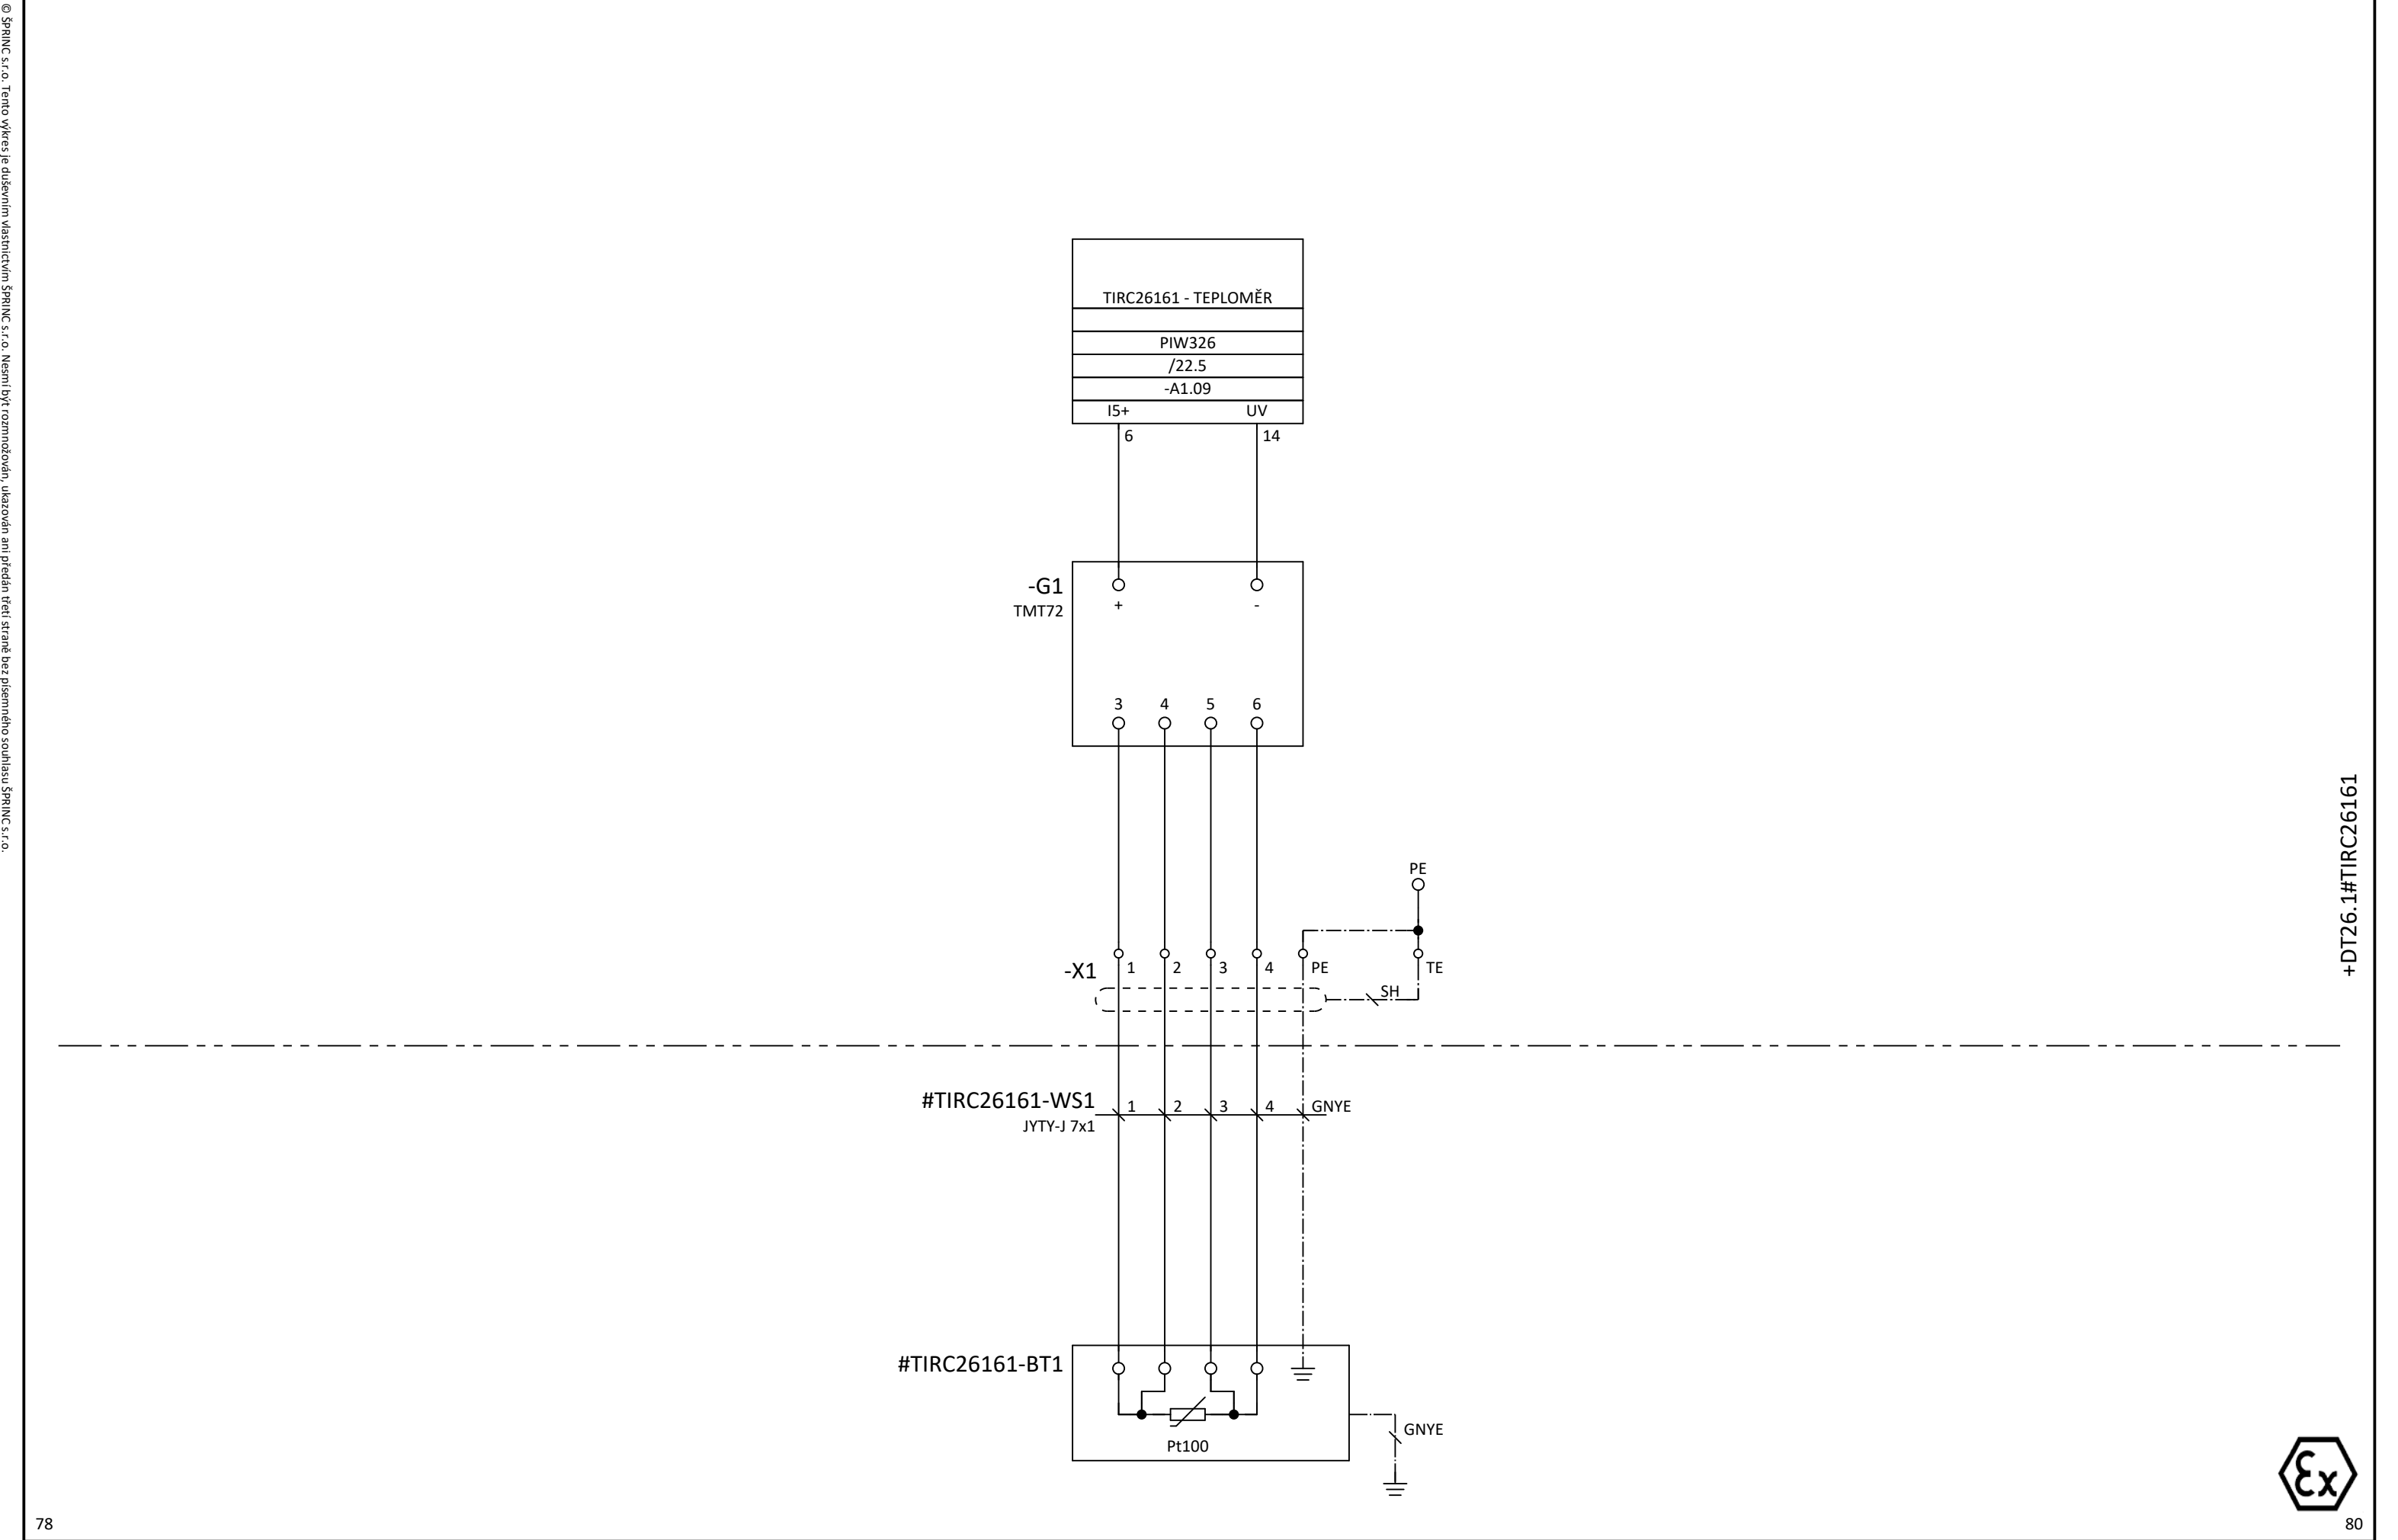 © ŠPRINC s.r.o. Tento výkres je duševním vlastnictvím ŠPRINC s.r.o. Nesmí být rozmnožován, ukazován ani předán třetí straně bez písemného souhlasu ŠPRINC s.r.o.
TIRC26161 - TEPLOMĚR
PIW326
/22.5
-A1.09
I5+ UV
6 14
-G1
TMT72
+ -
3 4 5 6
PE
-X1 1 2 3 4 PE TE
SH
+DT26.1#TIRC26161
#TIRC26161-WS1 1 2 3 4 GNYE
JYTY-J 7x1
#TIRC26161-BT1
Pt100
GNYE
Ex
78 80